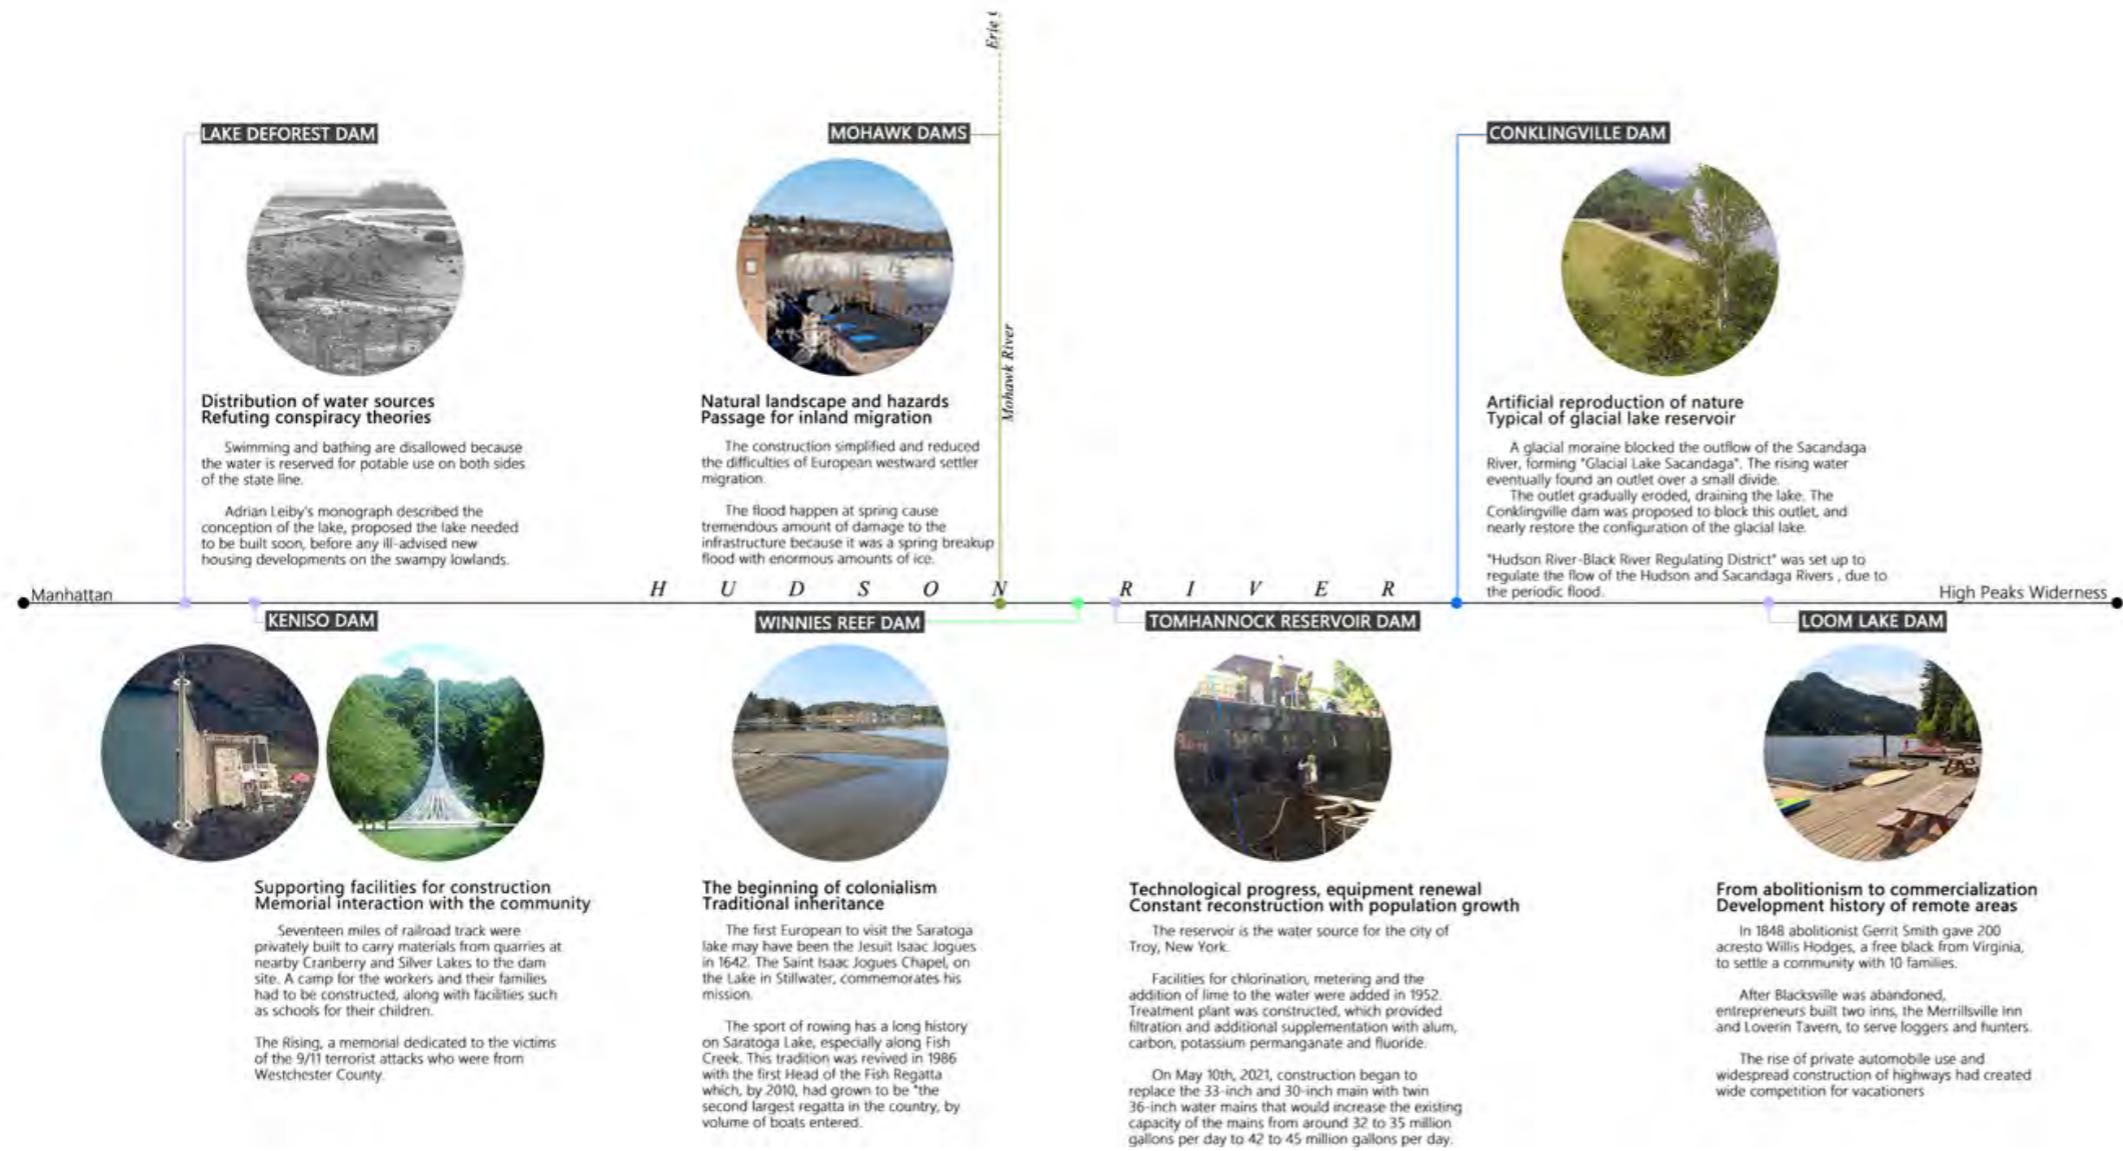 Erie
LAKE DEFOREST DAM
Distribution of water sources
Refuting conspiracy theories
Swimming and bathing are disallowed because
the water is reserved for potable use on both sides
of the state line.
Adrian Leiby's monograph described the
conception of the lake, proposed the lake needed
to be built soon, before any ill-advised new
housing developments on the swampy lowlands.
MOHAWK DAMS
Mohawk River
Natural landscape and hazards
Passage for inland migration
The construction simplified and reduced
the difficulties of European westward settler
migration.
The flood happen at spring cause
tremendous amount of damage to the
infrastructure because it was a spring breakup
flood with enormous amounts of ice.
CONKLINGVILLE DAM
Artificial reproduction of nature
Typical of glacial lake reservoir
A glacial moraine blocked the outflow of the Sacandaga
River, forming "Glacial Lake Sacandaga". The rising water
eventually found an outlet over a small divide.
The outlet gradually eroded, draining the lake. The
Conklingville dam was proposed to block this outlet, and
nearly restore the configuration of the glacial lake.
"Hudson River-Black River Regulating District" was set up to
regulate the flow of the Hudson and Sacandaga Rivers , due to
the periodic flood.
Manhattan
HUDSON RIVER
High Peaks Widerness
KENISO DAM
Supporting facilities for construction
Memorial interaction with the community
Seventeen miles of railroad track were
privately built to carry materials from quarries at
nearby Cranberry and Silver Lakes to the dam
site. A camp for the workers and their families
had to be constructed, along with facilities such
as schools for their children.
The Rising, a memorial dedicated to the victims
of the 9/11 terrorist attacks who were from
Westchester County.
WINNIES REEF DAM
The beginning of colonialism
Traditional inheritance
The first European to visit the Saratoga
lake may have been the Jesuit Isaac Jogues
in 1642. The Saint Isaac Jogues Chapel, on
the Lake in Stillwater, commemorates his
mission.
The sport of rowing has a long history
on Saratoga Lake, especially along Fish
Creek. This tradition was revived in 1986
with the first Head of the Fish Regatta
which, by 2010, had grown to be "the
second largest regatta in the country, by
volume of boats entered.
TOMHANNOCK RESERVOIR DAM
Technological progress, equipment renewal
Constant reconstruction with population growth
The reservoir is the water source for the city of
Troy, New York.
Facilities for chlorination, metering and the
addition of lime to the water were added in 1952.
Treatment plant was constructed, which provided
filtration and additional supplementation with alum,
carbon, potassium permanganate and fluoride.
On May 10th, 2021, construction began to
replace the 33-inch and 30-inch main with twin
36-inch water mains that would increase the existing
capacity of the mains from around 32 to 35 million
gallons per day to 42 to 45 million gallons per day.
LOOM LAKE DAM
From abolitionism to commercialization
Development history of remote areas
In 1848 abolitionist Gerrit Smith gave 200
acresto Willis Hodges, a free black from Virginia,
to settle a community with 10 families.
After Blacksville was abandoned,
entrepreneurs built two inns, the Merrillsville Inn
and Loverin Tavern, to serve loggers and hunters.
The rise of private automobile use and
widespread construction of highways had created
wide competition for vacationers